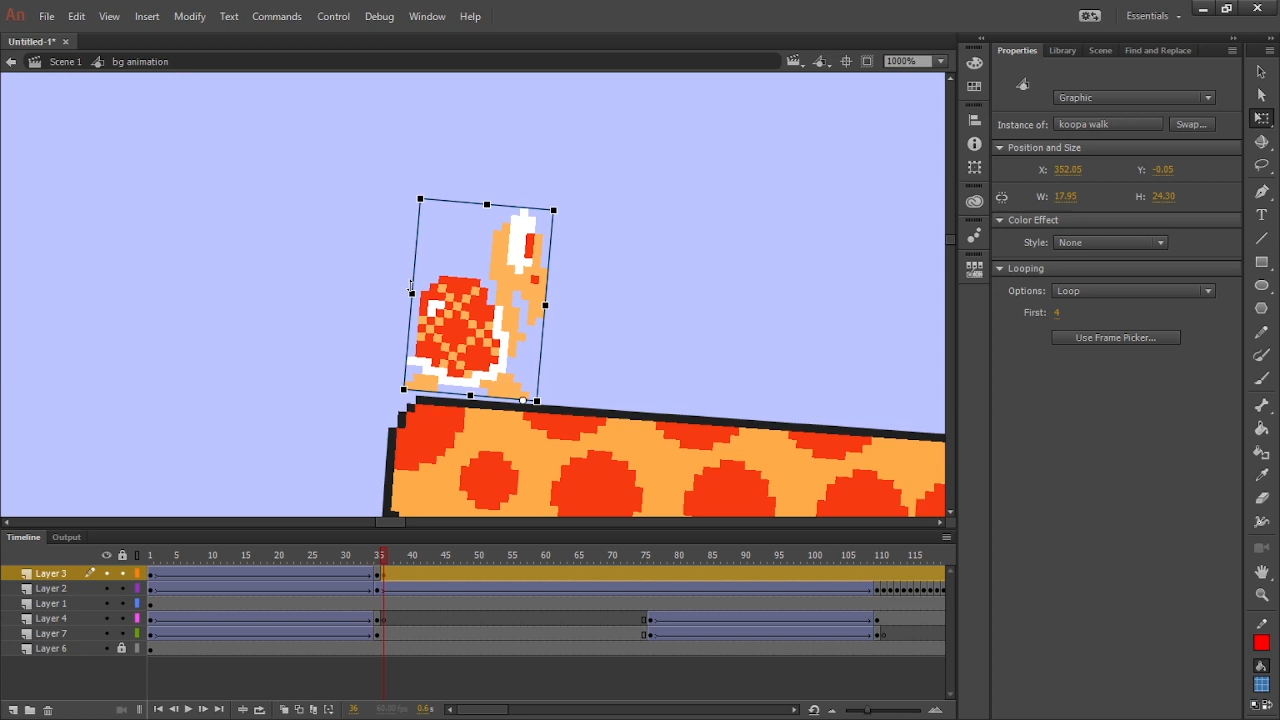 An File Edit View Insert Modify Text Commands Control Debug Window Help Essentials
Untitled-1* ×
Scene 1 bg animation 1000%
Properties Library Scene Find and Replace
Graphic
Instance of: koopa walk Swap...
Position and Size
X: 352.05 Y: -0.05
W: 17.95 H: 24.30
Color Effect
Style: None
Looping
Options: Loop
First: 4
Use Frame Picker...
Timeline Output
1 5 10 15 20 25 30 35 40 45 50 55 60 65 70 75 80 85 90 95 100 105 110 115
Layer 3
Layer 2
Layer 1
Layer 4
Layer 7
Layer 6
36 60.00 fps 0.6 s